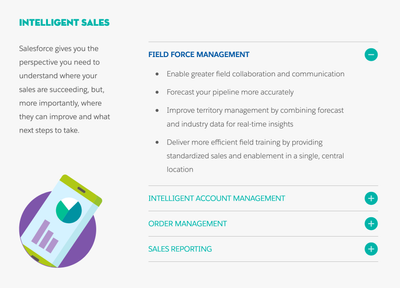 INTELLIGENT SALES
Salesforce gives you the
perspective you need to
understand where your
sales are succeeding, but,
more importantly, where
they can improve and what
next steps to take.
FIELD FORCE MANAGEMENT
• Enable greater field collaboration and communication
• Forecast your pipeline more accurately
• Improve territory management by combining forecast
and industry data for real-time insights
• Deliver more efficient field training by providing
standardized sales and enablement in a single, central
location
INTELLIGENT ACCOUNT MANAGEMENT
ORDER MANAGEMENT
SALES REPORTING